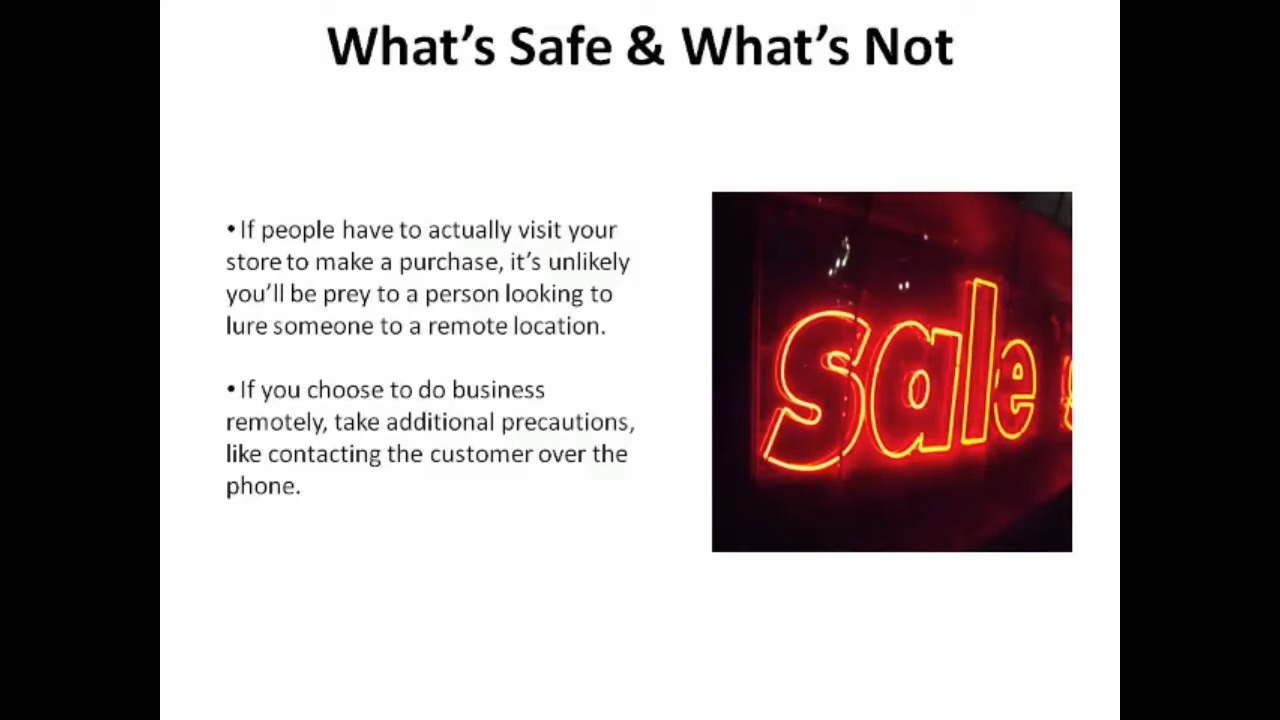 What’s Safe & What’s Not
• If people have to actually visit your
store to make a purchase, it’s unlikely
you’ll be prey to a person looking to
lure someone to a remote location.
• If you choose to do business
remotely, take additional precautions,
like contacting the customer over the
phone.
sale